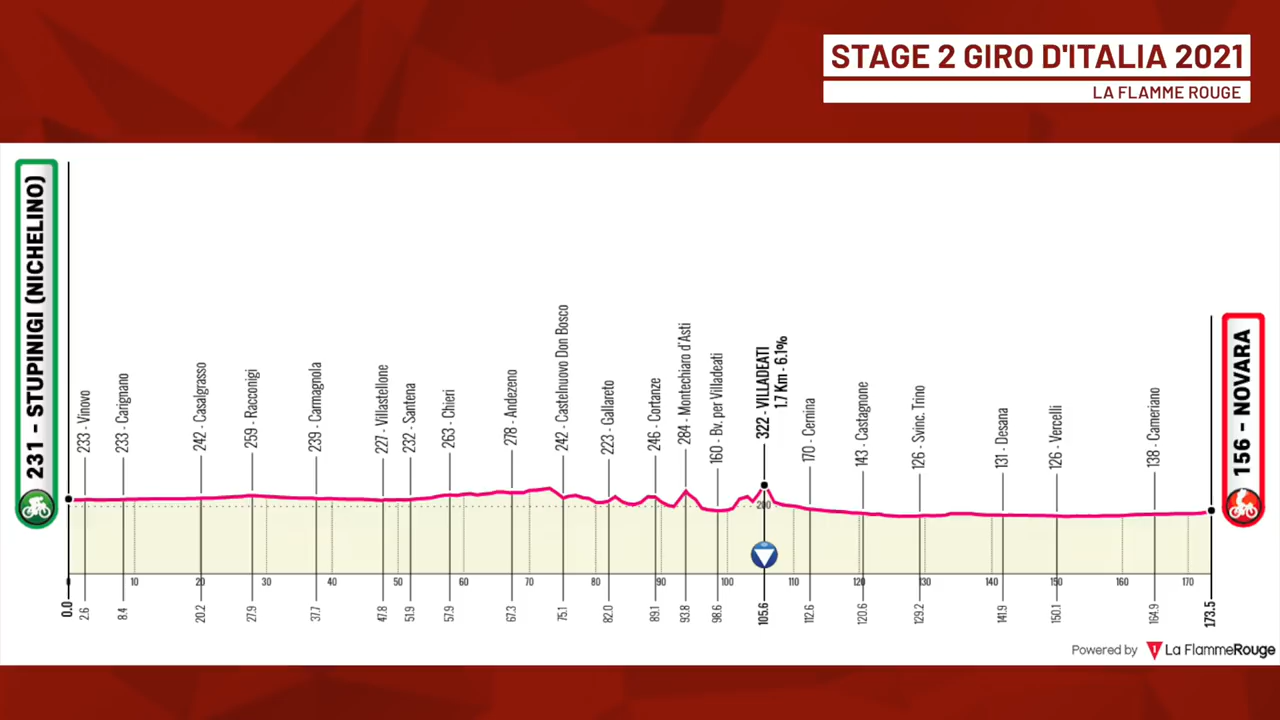 STAGE 2 GIRO D'ITALIA 2021
LA FLAMME ROUGE
231 - STUPINIGI (NICHELINO)
233 - Vinovo
233 - Carignano
242 - Casalgrasso
259 - Racconigi
239 - Carmagnola
227 - Villastellone
232 - Santena
263 - Chieri
278 - Andezeno
242 - Castelnuovo Don Bosco
223 - Gallareto
246 - Cortanze
284 - Montechiaro d'Asti
160 - Bv. per Villadeati
322 - VILLADEATI
1.7 Km - 6.1%
170 - Cernina
143 - Castagnone
126 - Svinc. Trino
131 - Desana
126 - Vercelli
138 - Cameriano
156 - NOVARA
200
0 10 20 30 40 50 60 70 80 90 100 110 120 130 140 150 160 170
0.0 2.6 8.4 20.2 27.9 37.7 47.8 51.9 57.9 67.3 75.1 82.0 89.1 93.8 98.6 105.6 112.6 120.6 129.2 141.9 150.1 164.9 173.5
Powered by 1 La FlammeRouge